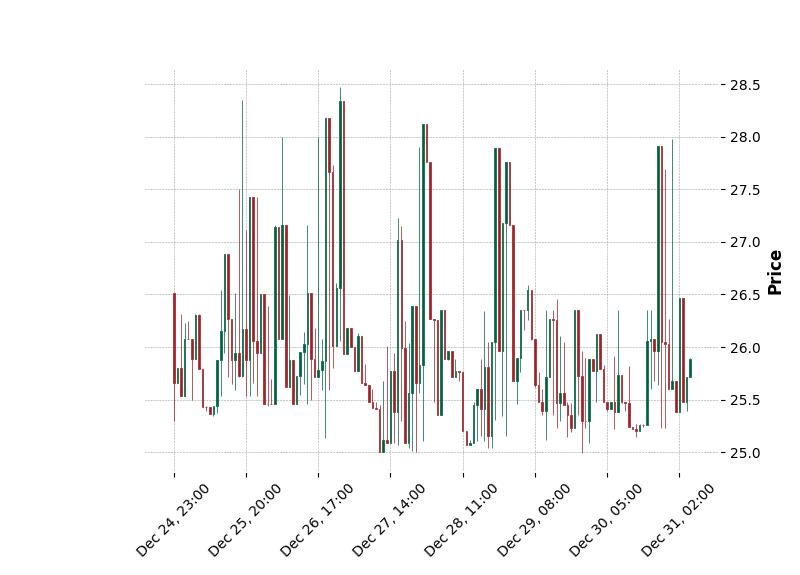 28.5
28.0
27.5
27.0
26.5
26.0
25.5
25.0
Price
Dec 24, 23:00
Dec 25, 20:00
Dec 26, 17:00
Dec 27, 14:00
Dec 28, 11:00
Dec 29, 08:00
Dec 30, 05:00
Dec 31, 02:00